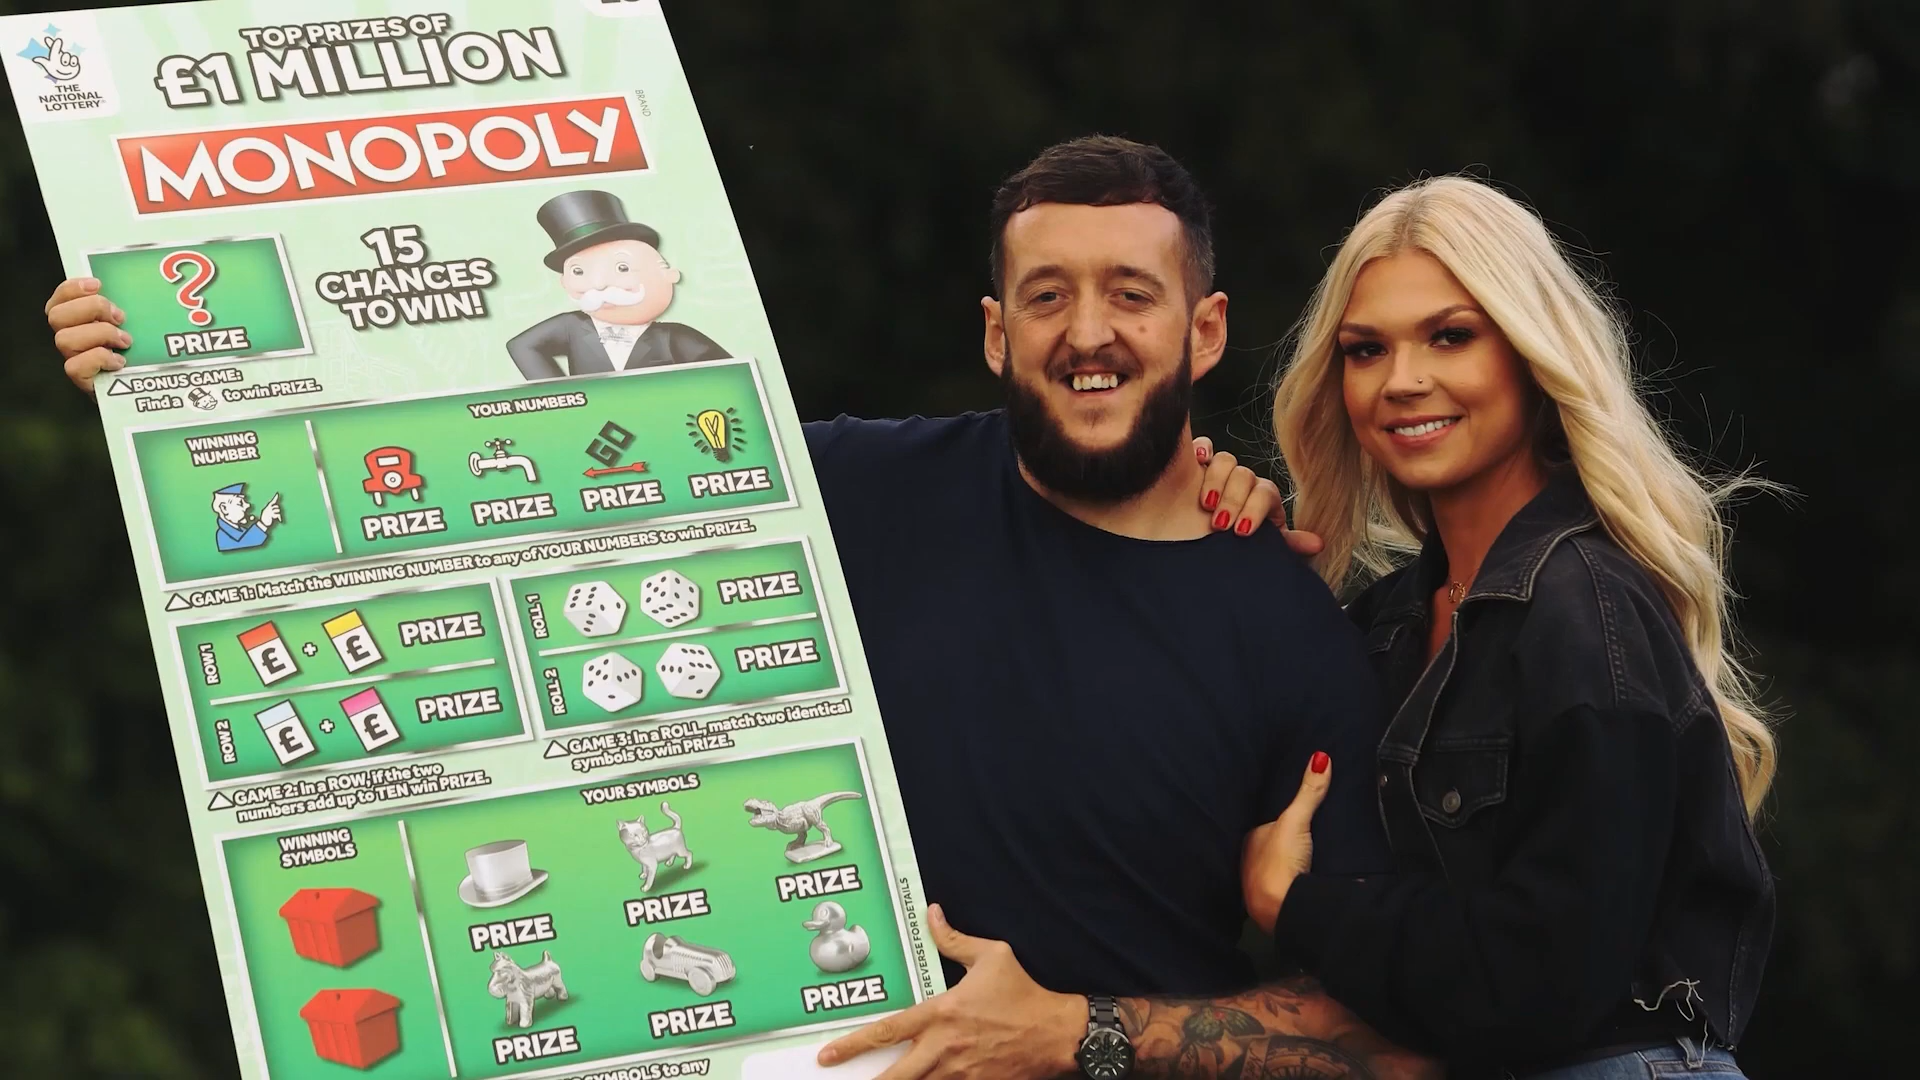 THE
NATIONAL
LOTTERY®
TOP PRIZES OF
£1 MILLION
MONOPOLY
BRAND
15
CHANCES
TO WIN!
?
PRIZE
BONUS GAME:
Find a to win PRIZE.
WINNING
NUMBER
YOUR NUMBERS
GO
PRIZE PRIZE PRIZE PRIZE
GAME 1: Match the WINNING NUMBER to any of YOUR NUMBERS to win PRIZE.
ROW 1
£ + £ PRIZE
ROW 2
£ + £ PRIZE
GAME 2: In a ROW, if the two
numbers add up to TEN win PRIZE.
ROLL 1
PRIZE
ROLL 2
PRIZE
GAME 3: In a ROLL, match two identical
symbols to win PRIZE.
WINNING
SYMBOLS
YOUR SYMBOLS
PRIZE PRIZE PRIZE
PRIZE PRIZE PRIZE
REVERSE FOR DETAILS
SYMBOLS to any